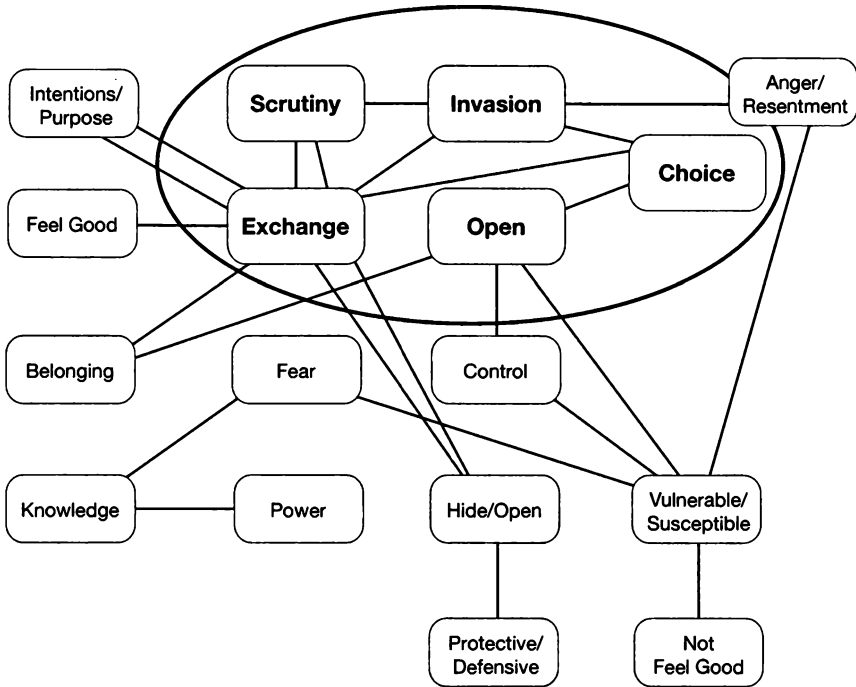 Intentions/
Purpose
Scrutiny
Invasion
Anger/
Resentment
Choice
Feel Good
Exchange
Open
Belonging
Fear
Control
Knowledge
Power
Hide/Open
Vulnerable/
Susceptible
Protective/
Defensive
Not
Feel Good